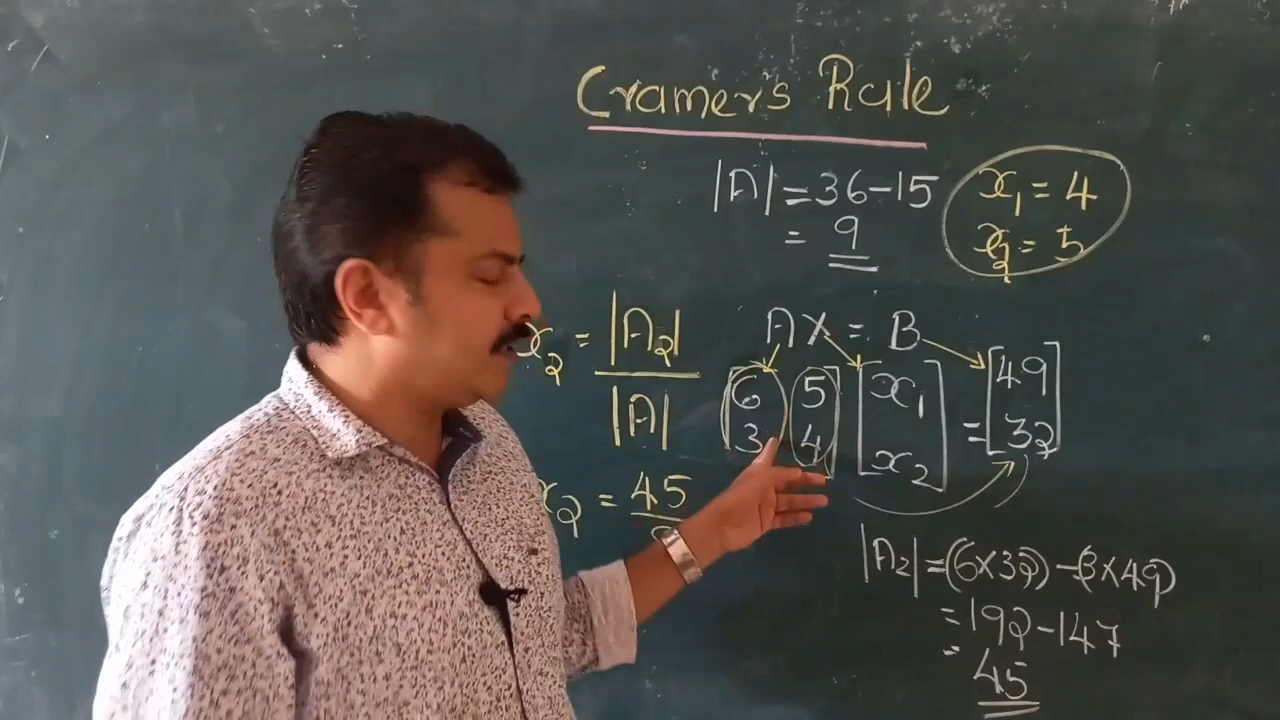 Cramer's Rule
|A| = 36-15
= 9
x₁ = 4
x₂ = 5
x₂ = |A₂|
|A|
x₂ = 45
AX = B
[6 5
3 4] [x₁
x₂] = [49
32]
|A₂| = (6×32) - 3×49
= 192-147
= 45